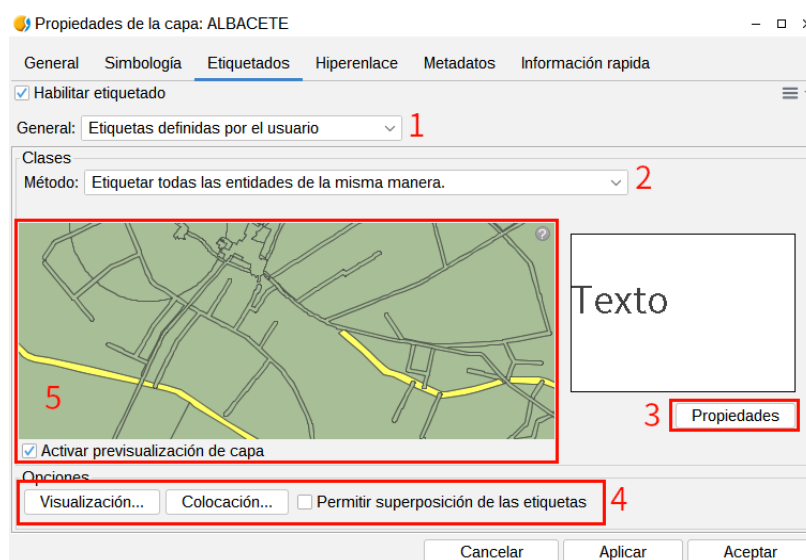 Propiedades de la capa: ALBACETE
General Simbología Etiquetados Hiperenlace Metadatos Información rapida
Habilitar etiquetado
General: Etiquetas definidas por el usuario 1
Clases
Método: Etiquetar todas las entidades de la misma manera. 2
?
Texto
5
3 Propiedades
Activar previsualización de capa
Opciones
Visualización... Colocación... Permitir superposición de las etiquetas 4
Cancelar Aplicar Aceptar